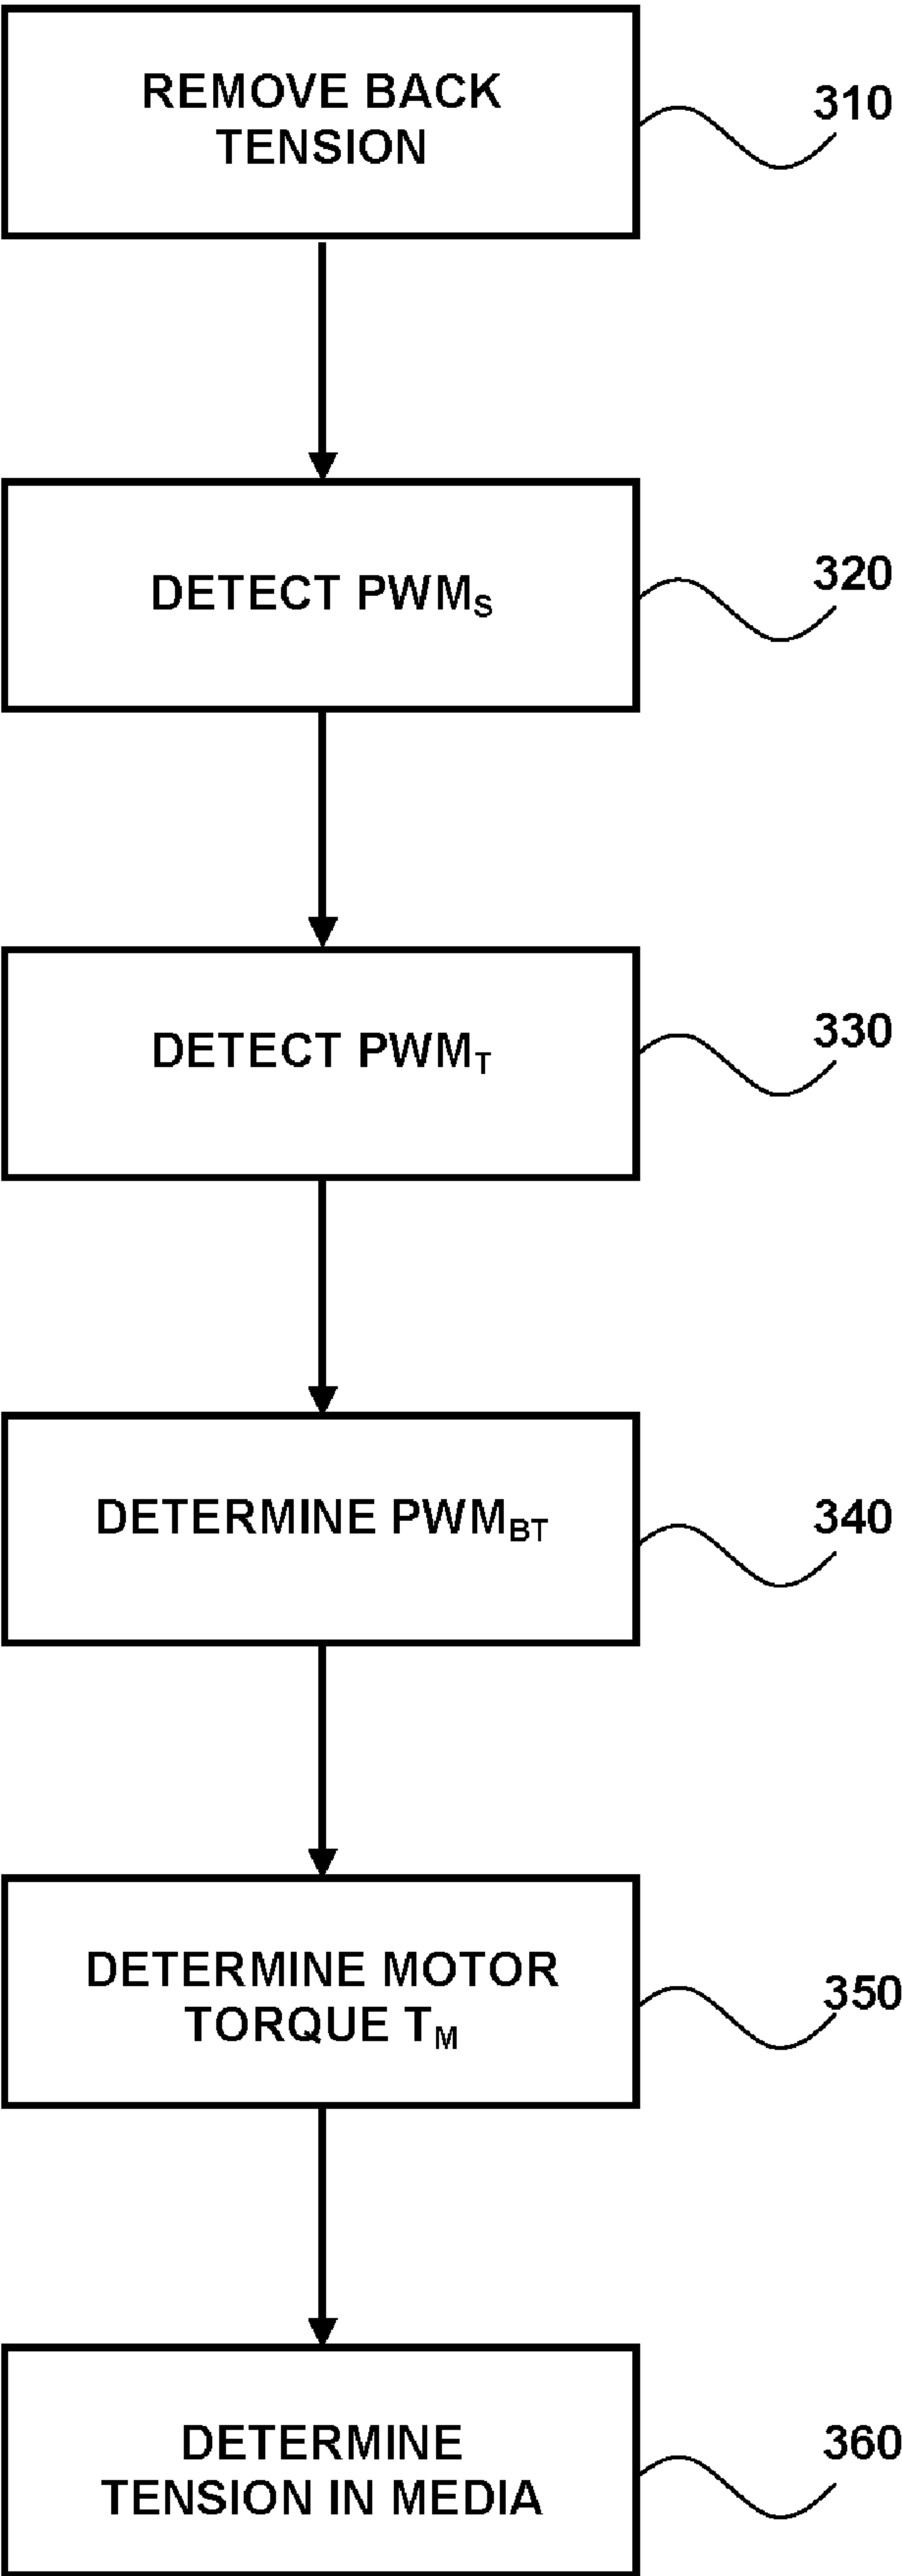 REMOVE BACK
TENSION
310
DETECT PWMS
320
DETECT PWMT
330
DETERMINE PWMBT
340
DETERMINE MOTOR
TORQUE TM
350
DETERMINE
TENSION IN MEDIA
360